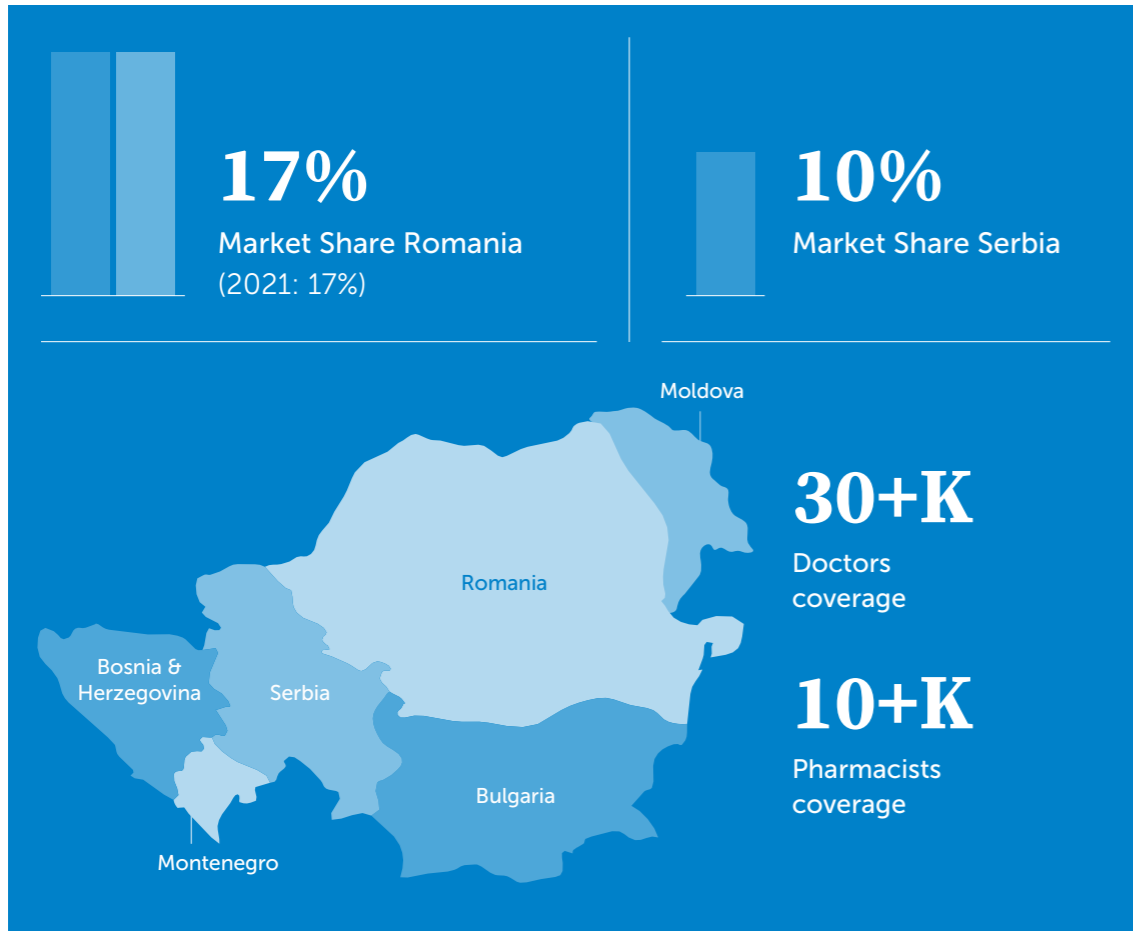 17%
Market Share Romania
(2021: 17%)
10%
Market Share Serbia
Moldova
Romania
Bosnia &
Herzegovina
Serbia
Bulgaria
Montenegro
30+K
Doctors
coverage
10+K
Pharmacists
coverage